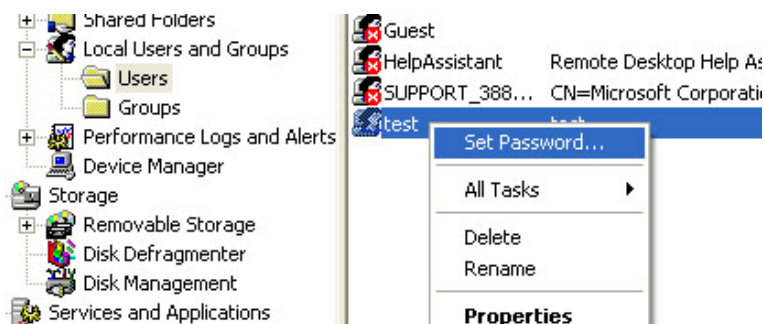 Shared Folders
Local Users and Groups
Users
Groups
Performance Logs and Alerts
Device Manager
Storage
Removable Storage
Disk Defragmenter
Disk Management
Services and Applications
Guest
HelpAssistant Remote Desktop Help As
SUPPORT_388... CN=Microsoft Corporati
test test
Set Password...
All Tasks
Delete
Rename
Properties